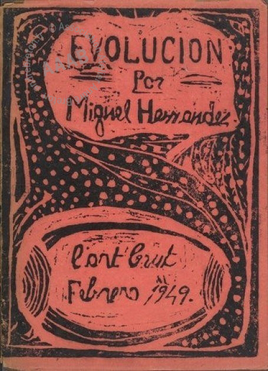 EVOLUCION
Por
Miguel Hernandez.
L'art Brut
Febrero 1949.